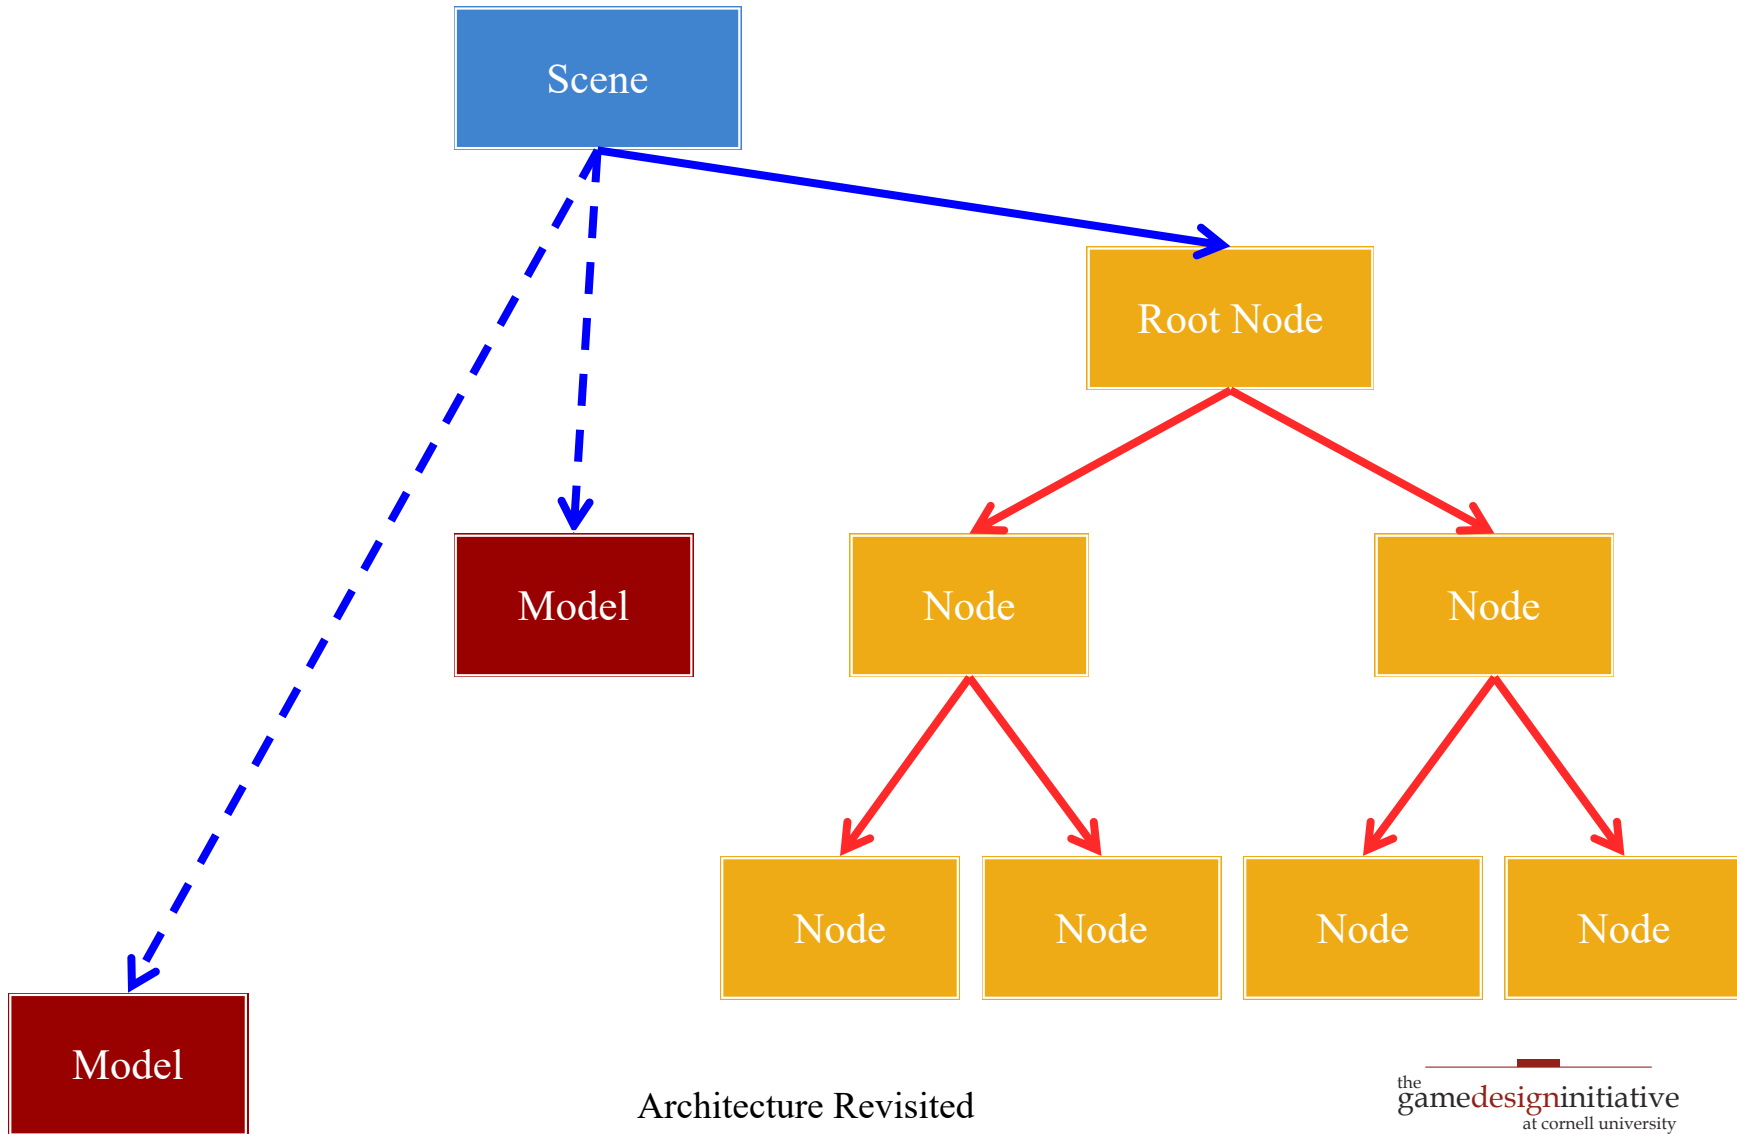 Scene
Root Node
Model
Node
Node
Node
Node
Node
Node
Model
Architecture Revisited
the
gamedesigninitiative
at cornell university